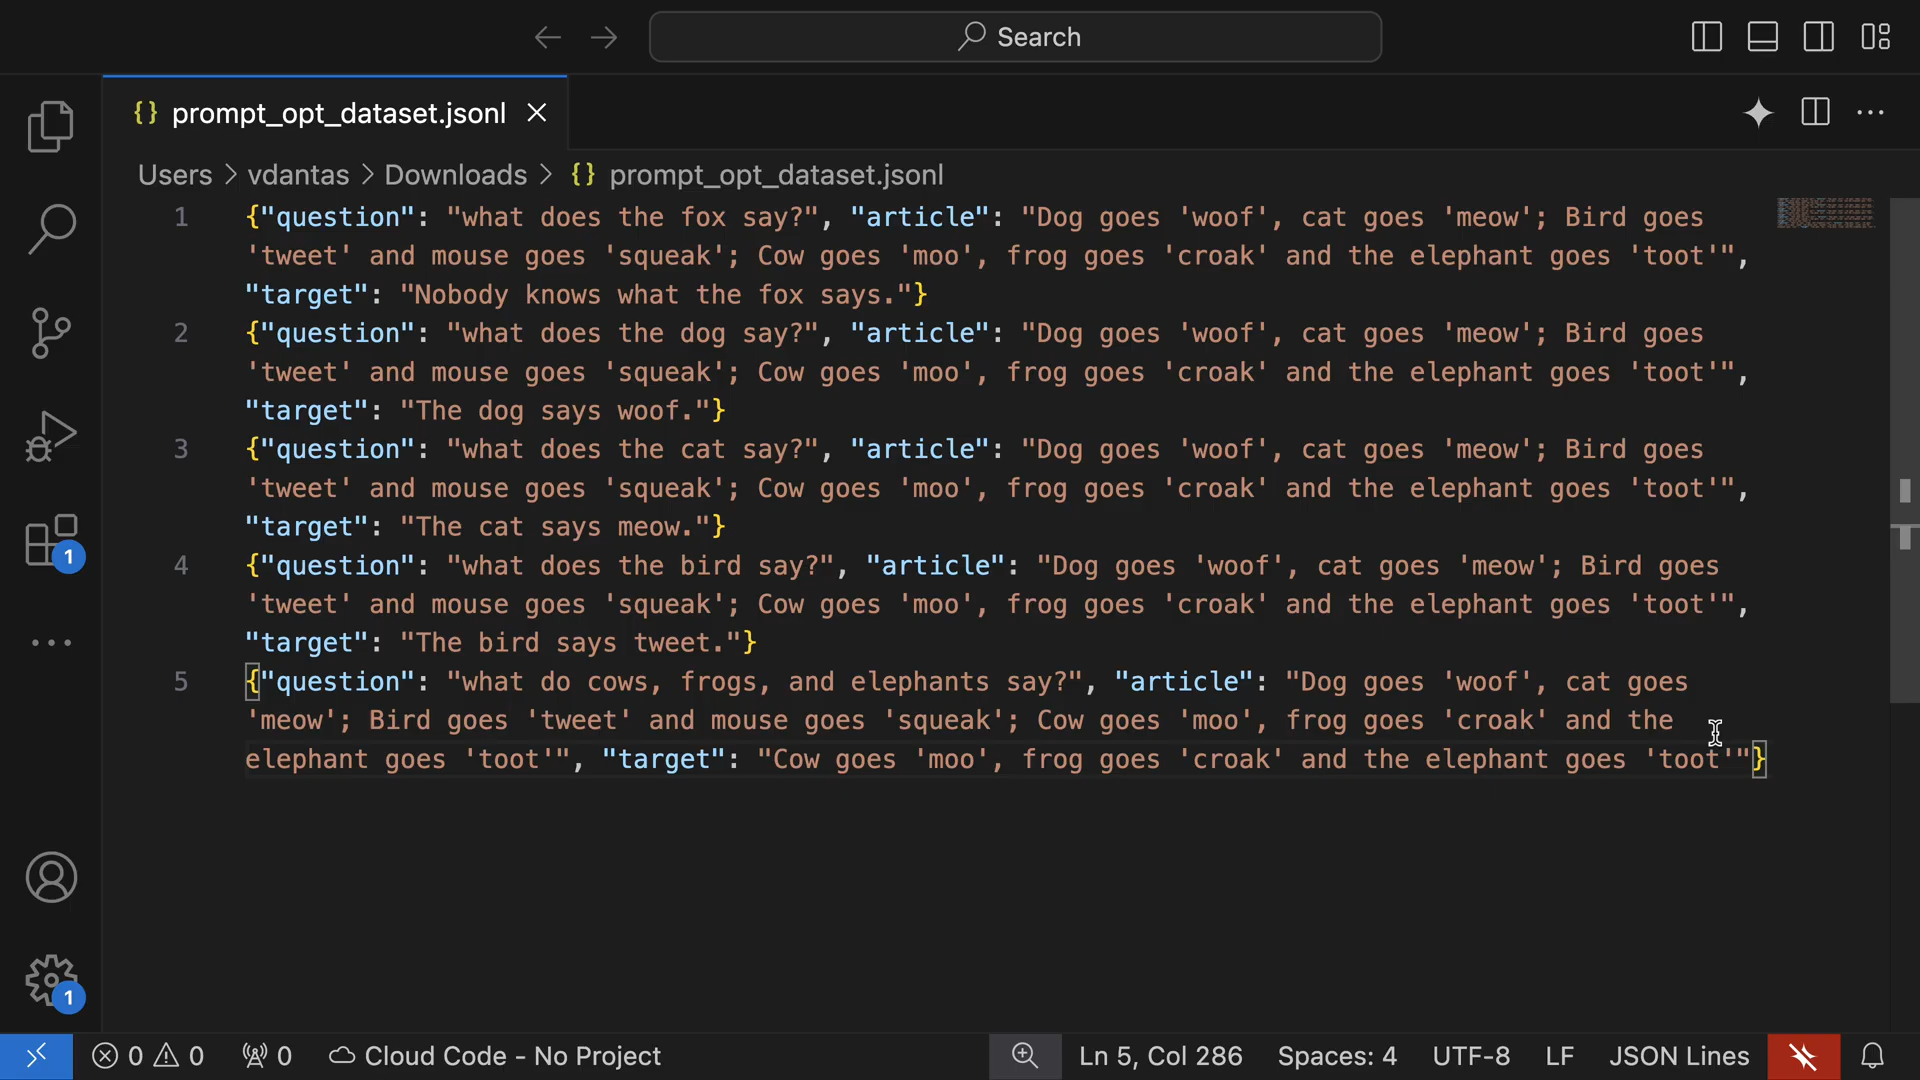 Search
{} prompt_opt_dataset.jsonl
Users > vdantas > Downloads > {} prompt_opt_dataset.jsonl
1 {"question": "what does the fox say?", "article": "Dog goes 'woof', cat goes 'meow'; Bird goes
'tweet' and mouse goes 'squeak'; Cow goes 'moo', frog goes 'croak' and the elephant goes 'toot'",
"target": "Nobody knows what the fox says."}
2 {"question": "what does the dog say?", "article": "Dog goes 'woof', cat goes 'meow'; Bird goes
'tweet' and mouse goes 'squeak'; Cow goes 'moo', frog goes 'croak' and the elephant goes 'toot'",
"target": "The dog says woof."}
3 {"question": "what does the cat say?", "article": "Dog goes 'woof', cat goes 'meow'; Bird goes
'tweet' and mouse goes 'squeak'; Cow goes 'moo', frog goes 'croak' and the elephant goes 'toot'",
"target": "The cat says meow."}
4 {"question": "what does the bird say?", "article": "Dog goes 'woof', cat goes 'meow'; Bird goes
'tweet' and mouse goes 'squeak'; Cow goes 'moo', frog goes 'croak' and the elephant goes 'toot'",
"target": "The bird says tweet."}
5 {"question": "what do cows, frogs, and elephants say?", "article": "Dog goes 'woof', cat goes
'meow'; Bird goes 'tweet' and mouse goes 'squeak'; Cow goes 'moo', frog goes 'croak' and the
elephant goes 'toot'", "target": "Cow goes 'moo', frog goes 'croak' and the elephant goes 'toot'"}
1
1
0 0 0 Cloud Code - No Project Ln 5, Col 286 Spaces: 4 UTF-8 LF JSON Lines